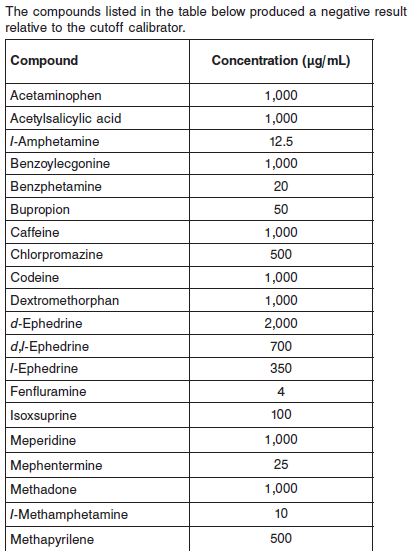 The compounds listed in the table below produced a negative result
relative to the cutoff calibrator.
Compound Concentration (µg/mL)
Acetaminophen 1,000
Acetylsalicylic acid 1,000
l-Amphetamine 12.5
Benzoylecgonine 1,000
Benzphetamine 20
Bupropion 50
Caffeine 1,000
Chlorpromazine 500
Codeine 1,000
Dextromethorphan 1,000
d-Ephedrine 2,000
d,l-Ephedrine 700
l-Ephedrine 350
Fenfluramine 4
Isoxsuprine 100
Meperidine 1,000
Mephentermine 25
Methadone 1,000
l-Methamphetamine 10
Methapyrilene 500